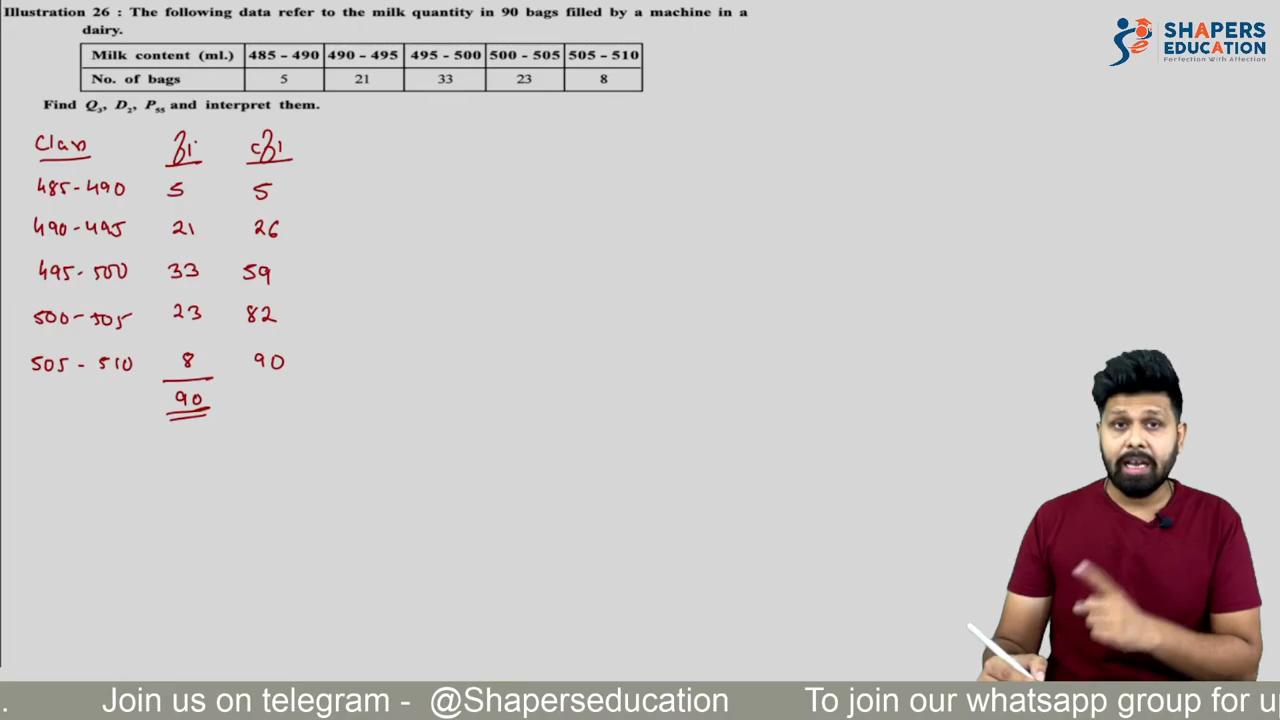 Illustration 26 : The following data refer to the milk quantity in 90 bags filled by a machine in a
dairy.
Milk content (ml.) 485 – 490 490 – 495 495 – 500 500 – 505 505 – 510
No. of bags 5 21 33 23 8
Find Q₃, D₂, P₅₅ and interpret them.
Class fi cfi
485-490 5 5
490-495 21 26
495-500 33 59
500-505 23 82
505-510 8 90
90
SHAPERS
EDUCATION
Perfection With Affection
. Join us on telegram - @Shaperseducation To join our whatsapp group for u